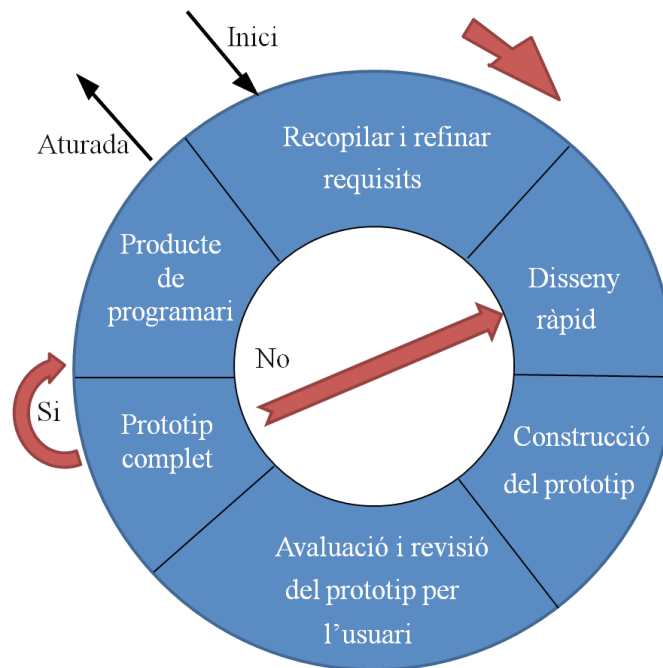 Inici
Aturada
Recopilar i refinar
requisits
Disseny
ràpid
Construcció
del prototip
Avaluació i revisió
del prototip per
l’usuari
Prototip
complet
Si
No
Producte
de
programari